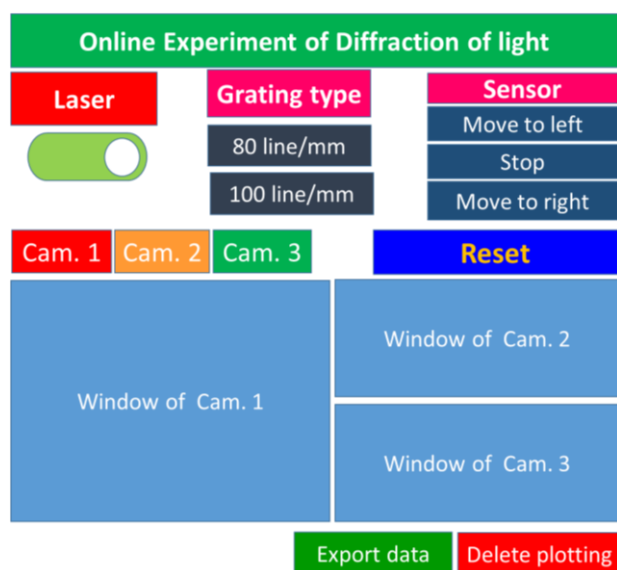 Online Experiment of Diffraction of light
Laser
Grating type
80 line/mm
100 line/mm
Sensor
Move to left
Stop
Move to right
Cam. 1
Cam. 2
Cam. 3
Reset
Window of Cam. 1
Window of Cam. 2
Window of Cam. 3
Export data
Delete plotting